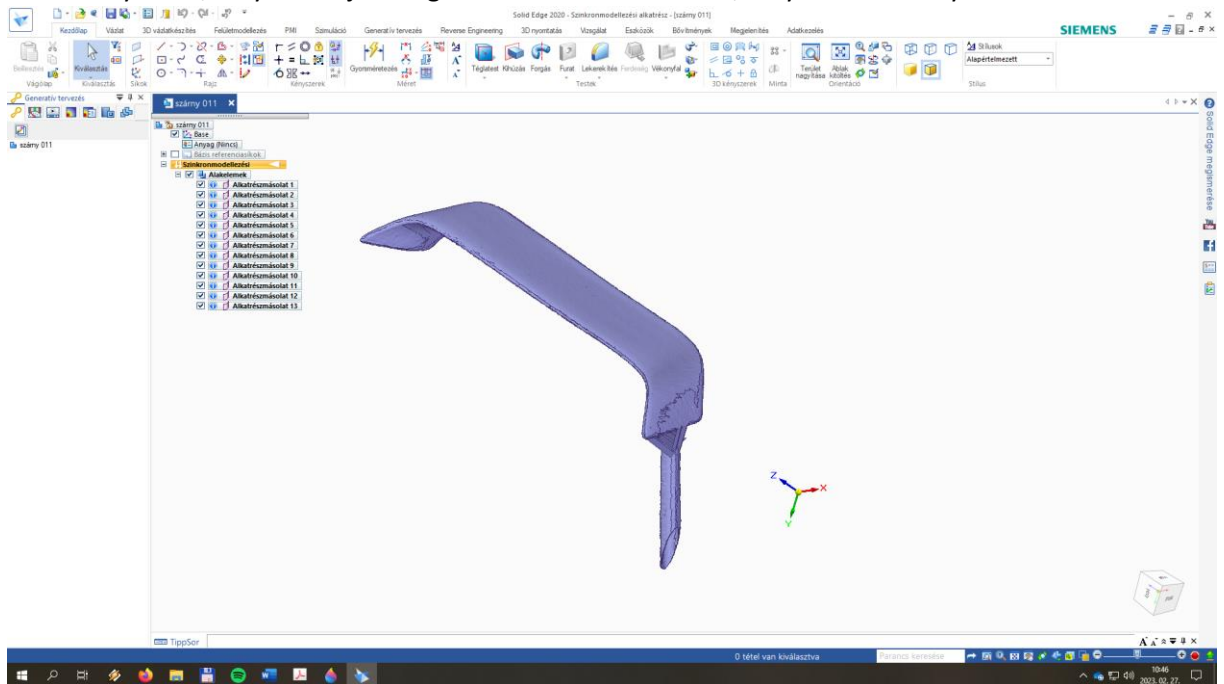 Solid Edge 2020 - Szinkronmodellezési alkatrész - [szárny 011]
Kezdőlap Vázlat 3D vázlatkészítés Felületmodellezés PMI Szimuláció Generatív tervezés Reverse Engineering 3D nyomtatás Vizsgálat Eszközök Bővítmények Megjelenítés Adatkezelés
SIEMENS
Beillesztés Kiválasztás Gyorsméretezés Téglatest Kihúzás Forgás Furat Lekerekítés Ferdeség Vékonyfal Terület nagyítása Ablak kitöltés Stílusok
Alapértelmezett
Vágólap Kiválasztás Síkok Rajz Kényszerek Méret Testek 3D kényszerek Minta Orientáció Stílus
Generatív tervezés
szárny 011
szárny 011
szárny 011
Base
Anyag (Nincs)
Bázis referenciasíkok
Szinkronmodellezési
Alakelemek
Alkatrészmásolat 1
Alkatrészmásolat 2
Alkatrészmásolat 3
Alkatrészmásolat 4
Alkatrészmásolat 5
Alkatrészmásolat 6
Alkatrészmásolat 7
Alkatrészmásolat 8
Alkatrészmásolat 9
Alkatrészmásolat 10
Alkatrészmásolat 11
Alkatrészmásolat 12
Alkatrészmásolat 13
Solid Edge megismerése
Z
X
Y
TippSor
0 tétel van kiválasztva
Parancs keresése
10:46
2023. 02. 27.